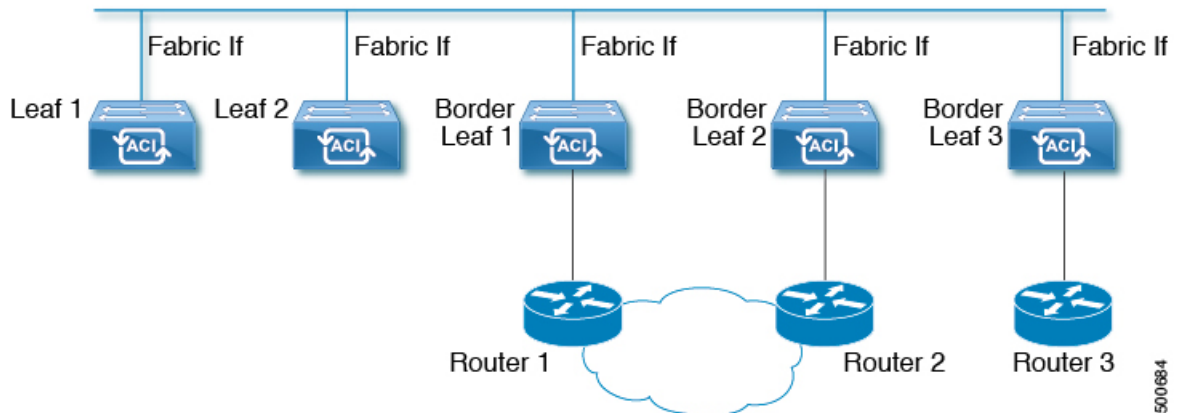 Fabric If
Fabric If
Fabric If
Fabric If
Fabric If
Leaf 1
Leaf 2
Border
Leaf 1
Border
Leaf 2
Border
Leaf 3
ACI
ACI
ACI
ACI
ACI
Router 1
Router 2
Router 3
500684